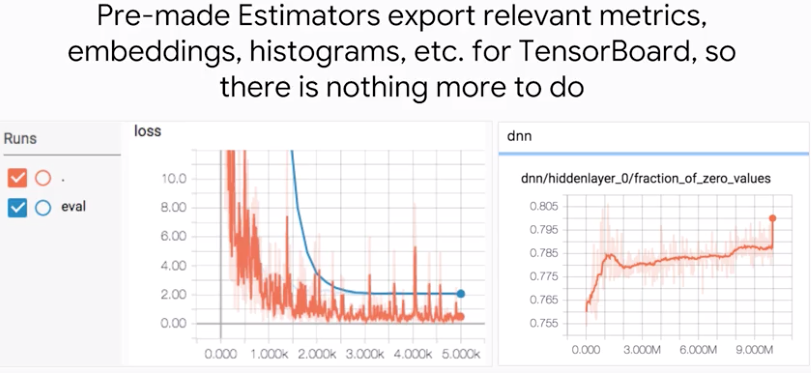 Pre-made Estimators export relevant metrics,
embeddings, histograms, etc. for TensorBoard, so
there is nothing more to do
Runs
.
eval
loss
10.0
8.00
6.00
4.00
2.00
0.00
0.000 1.000k 2.000k 3.000k 4.000k 5.000k
dnn
dnn/hiddenlayer_0/fraction_of_zero_values
0.805
0.795
0.785
0.775
0.765
0.755
0.000 3.000M 6.000M 9.000M